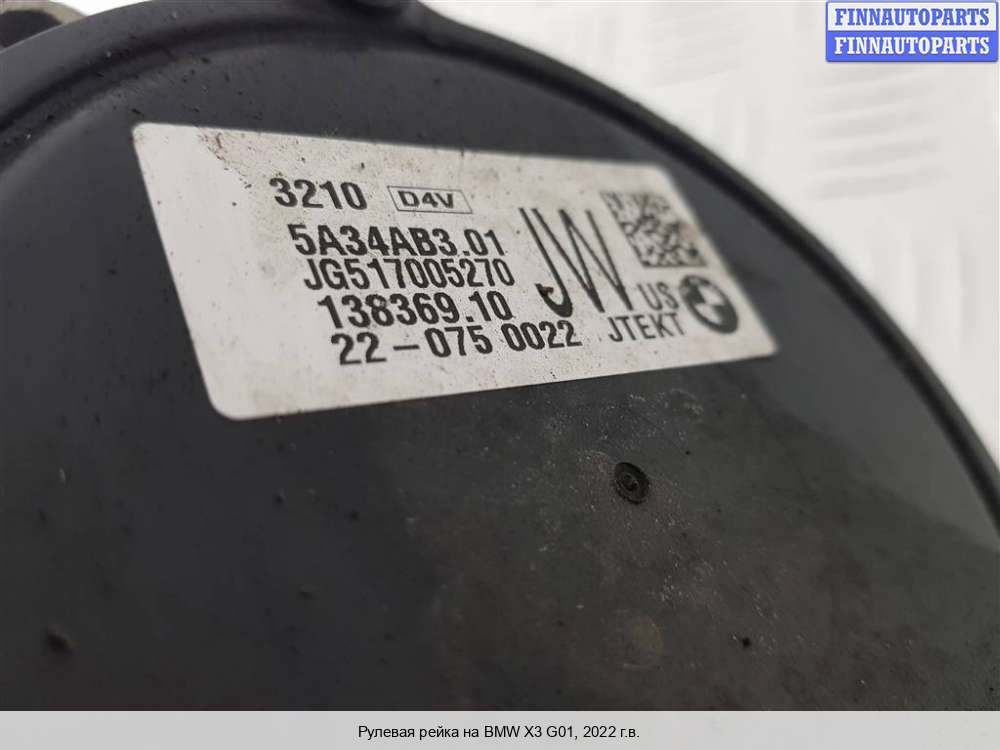 FINNAUTOPARTS
FINNAUTOPARTS
3210 D4V
5A34AB3.01
JG517005270
138369.10
22-075 0022
JW
US
JTEKT
Рулевая рейка на BMW X3 G01, 2022 г.в.